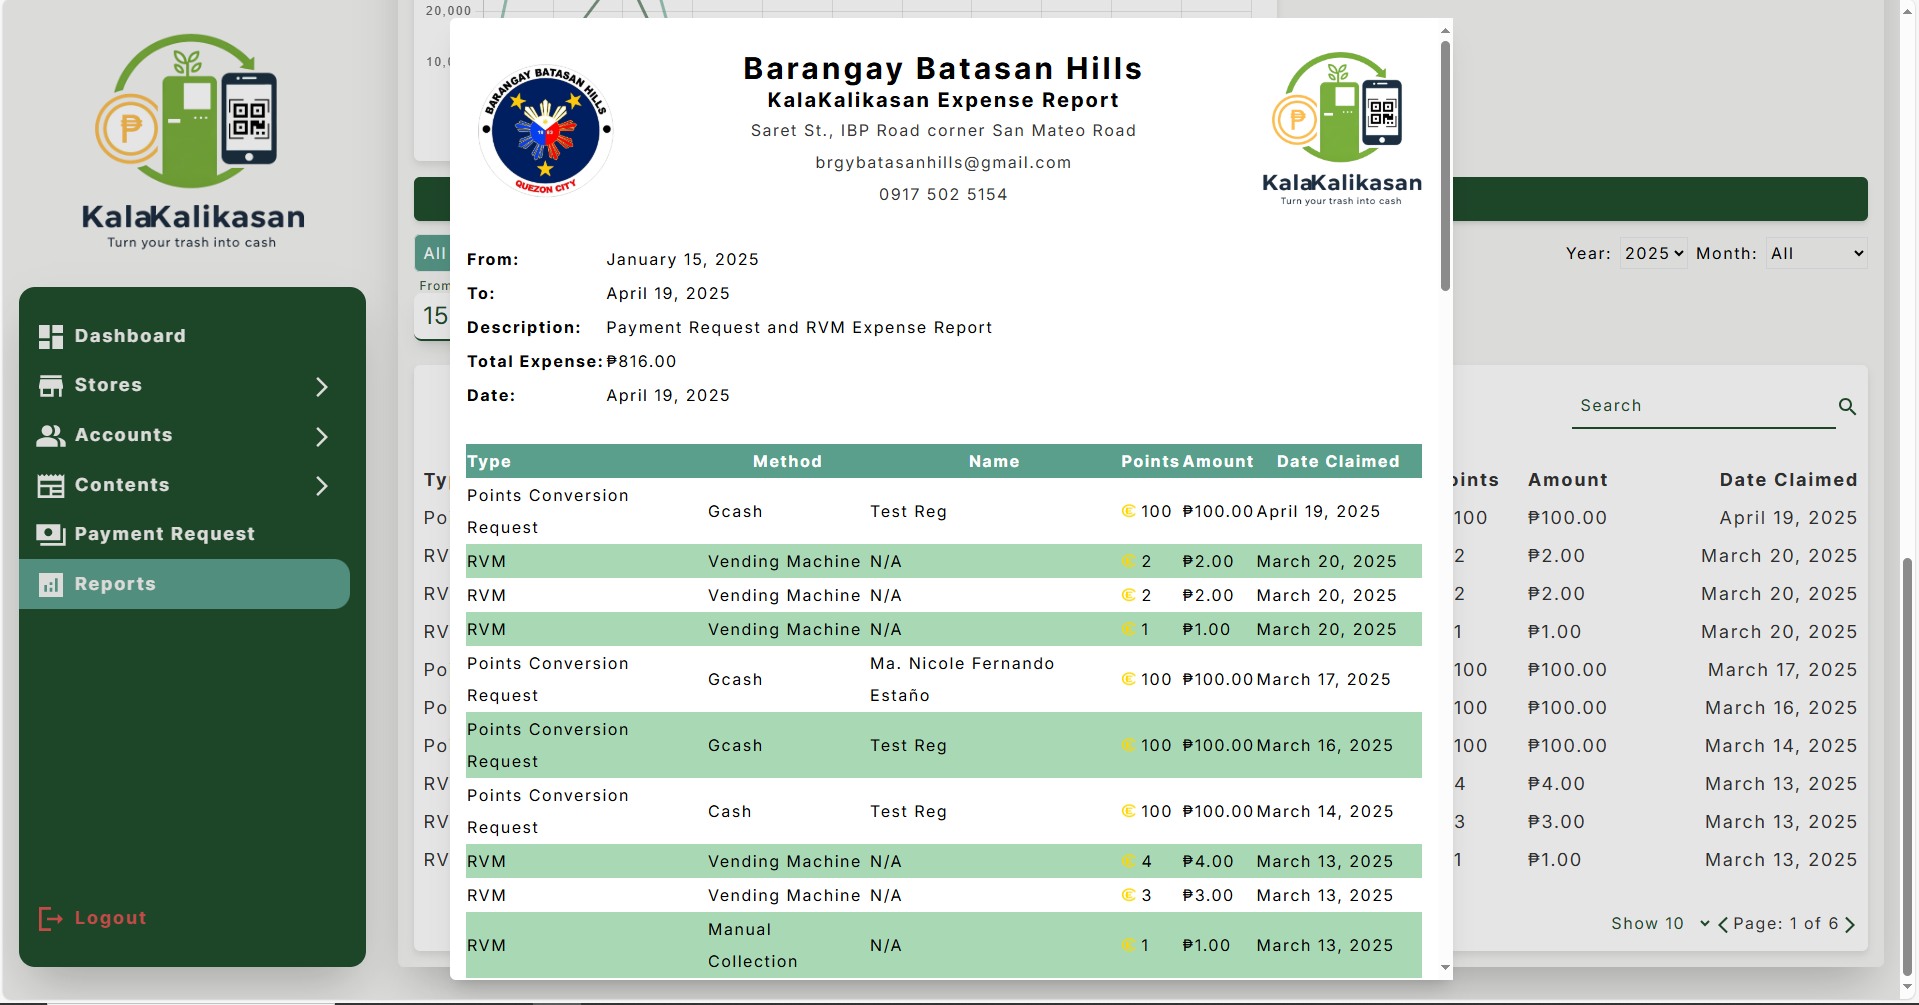 KalaKalikasan
Turn your trash into cash
Dashboard
Stores
Accounts
Contents
Payment Request
Reports
Logout
20,000
10,0
All
From
15
Year: 2025 Month: All
Search
BARANGAY BATASAN HILLS
QUEZON CITY
Barangay Batasan Hills
KalaKalikasan Expense Report
Saret St., IBP Road corner San Mateo Road
brgybatasanhills@gmail.com
0917 502 5154
KalaKalikasan
Turn your trash into cash
From: January 15, 2025
To: April 19, 2025
Description: Payment Request and RVM Expense Report
Total Expense: ₱816.00
Date: April 19, 2025
Type Method Name Points Amount Date Claimed
Points Conversion Request Gcash Test Reg 100 ₱100.00 April 19, 2025
RVM Vending Machine N/A 2 ₱2.00 March 20, 2025
RVM Vending Machine N/A 2 ₱2.00 March 20, 2025
RVM Vending Machine N/A 1 ₱1.00 March 20, 2025
Points Conversion Request Gcash Ma. Nicole Fernando Estaño 100 ₱100.00 March 17, 2025
Points Conversion Request Gcash Test Reg 100 ₱100.00 March 16, 2025
Points Conversion Request Cash Test Reg 100 ₱100.00 March 14, 2025
RVM Vending Machine N/A 4 ₱4.00 March 13, 2025
RVM Vending Machine N/A 3 ₱3.00 March 13, 2025
RVM Manual Collection N/A 1 ₱1.00 March 13, 2025
Ty oints Amount Date Claimed
Po 100 ₱100.00 April 19, 2025
RV 2 ₱2.00 March 20, 2025
RV 2 ₱2.00 March 20, 2025
RV 1 ₱1.00 March 20, 2025
Po 100 ₱100.00 March 17, 2025
Po 100 ₱100.00 March 16, 2025
Po 100 ₱100.00 March 14, 2025
RV 4 ₱4.00 March 13, 2025
RV 3 ₱3.00 March 13, 2025
RV 1 ₱1.00 March 13, 2025
Show 10 Page: 1 of 6